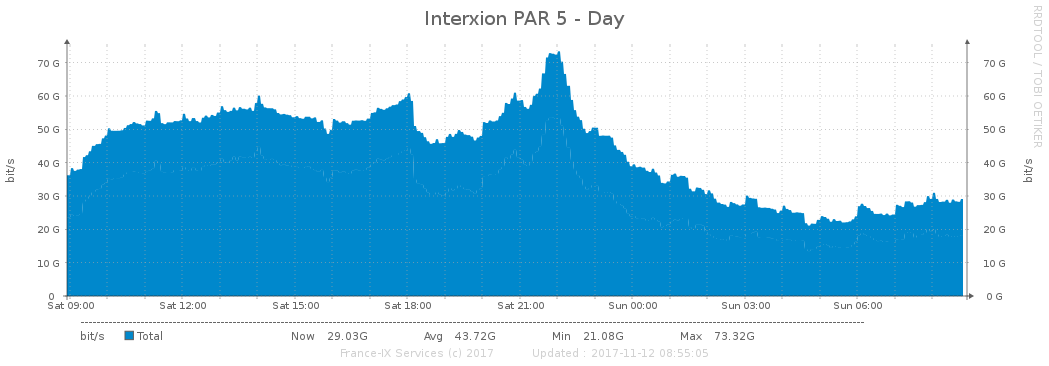 Interxion PAR 5 - Day
RRDTOOL / TOBI OETIKER
bit/s
70 G 70 G
60 G 60 G
50 G 50 G
40 G 40 G
30 G 30 G
20 G 20 G
10 G 10 G
0 0 G
bit/s
Sat 09:00 Sat 12:00 Sat 15:00 Sat 18:00 Sat 21:00 Sun 00:00 Sun 03:00 Sun 06:00
bit/s Total Now 29.03G Avg 43.72G Min 21.08G Max 73.32G
France-IX Services (c) 2017 Updated : 2017-11-12 08:55:05